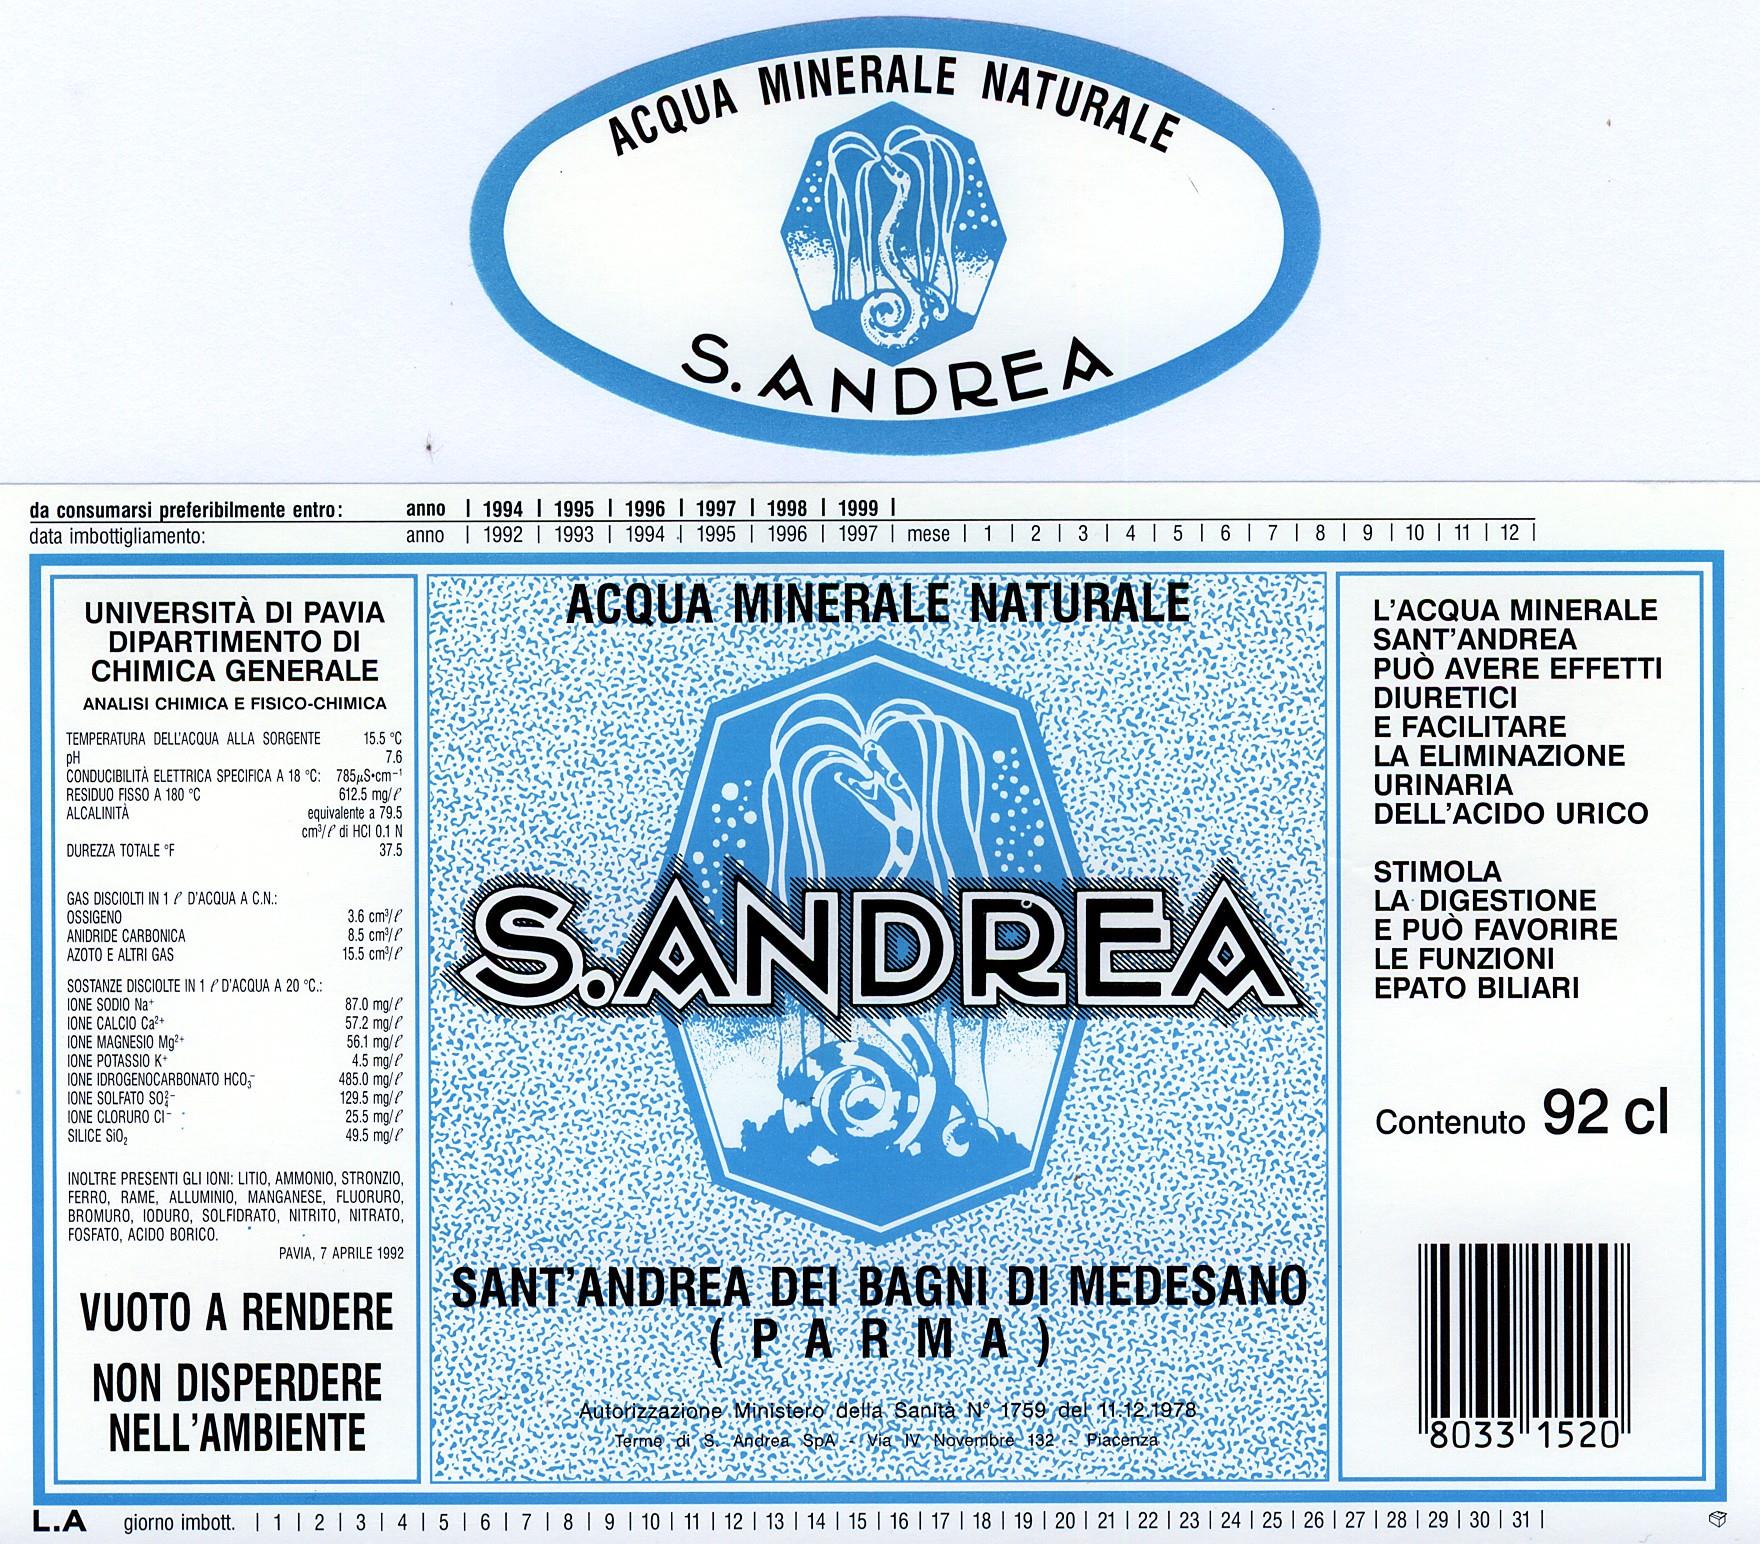 ACQUA MINERALE NATURALE
S. ANDREA
da consumarsi preferibilmente entro: anno | 1994 | 1995 | 1996 | 1997 | 1998 | 1999 |
data imbottigliamento: anno | 1992 | 1993 | 1994 | 1995 | 1996 | 1997 | mese | 1 | 2 | 3 | 4 | 5 | 6 | 7 | 8 | 9 | 10 | 11 | 12 |
UNIVERSITÀ DI PAVIA
DIPARTIMENTO DI
CHIMICA GENERALE
ANALISI CHIMICA E FISICO-CHIMICA
TEMPERATURA DELL'ACQUA ALLA SORGENTE 15.5 °C
pH 7.6
CONDUCIBILITÀ ELETTRICA SPECIFICA A 18 °C: 785µS•cm⁻¹
RESIDUO FISSO A 180 °C 612.5 mg/ℓ
ALCALINITÀ equivalente a 79.5
cm³/ℓ di HCl 0.1 N
DUREZZA TOTALE °F 37.5
GAS DISCIOLTI IN 1 ℓ D'ACQUA A C.N.:
OSSIGENO 3.6 cm³/ℓ
ANIDRIDE CARBONICA 8.5 cm³/ℓ
AZOTO E ALTRI GAS 15.5 cm³/ℓ
SOSTANZE DISCIOLTE IN 1 ℓ D'ACQUA A 20 °C.:
IONE SODIO Na⁺ 87.0 mg/ℓ
IONE CALCIO Ca²⁺ 57.2 mg/ℓ
IONE MAGNESIO Mg²⁺ 56.1 mg/ℓ
IONE POTASSIO K⁺ 4.5 mg/ℓ
IONE IDROGENOCARBONATO HCO₃⁻ 485.0 mg/ℓ
IONE SOLFATO SO₄²⁻ 129.5 mg/ℓ
IONE CLORURO Cl⁻ 25.5 mg/ℓ
SILICE SiO₂ 49.5 mg/ℓ
INOLTRE PRESENTI GLI IONI: LITIO, AMMONIO, STRONZIO,
FERRO, RAME, ALLUMINIO, MANGANESE, FLUORURO,
BROMURO, IODURO, SOLFIDRATO, NITRITO, NITRATO,
FOSFATO, ACIDO BORICO.
PAVIA, 7 APRILE 1992
VUOTO A RENDERE
NON DISPERDERE
NELL'AMBIENTE
ACQUA MINERALE NATURALE
S. ANDREA
SANT'ANDREA DEI BAGNI DI MEDESANO
(PARMA)
Autorizzazione Ministero della Sanità N° 1759 del 11.12.1978
Terme di S. Andrea SpA - Via IV Novembre 132 - Piacenza
L'ACQUA MINERALE
SANT'ANDREA
PUÒ AVERE EFFETTI
DIURETICI
E FACILITARE
LA ELIMINAZIONE
URINARIA
DELL'ACIDO URICO
STIMOLA
LA DIGESTIONE
E PUÒ FAVORIRE
LE FUNZIONI
EPATO BILIARI
Contenuto 92 cl
8033 1520
L.A giorno imbott. | 1 | 2 | 3 | 4 | 5 | 6 | 7 | 8 | 9 | 10 | 11 | 12 | 13 | 14 | 15 | 16 | 17 | 18 | 19 | 20 | 21 | 22 | 23 | 24 | 25 | 26 | 27 | 28 | 29 | 30 | 31 |